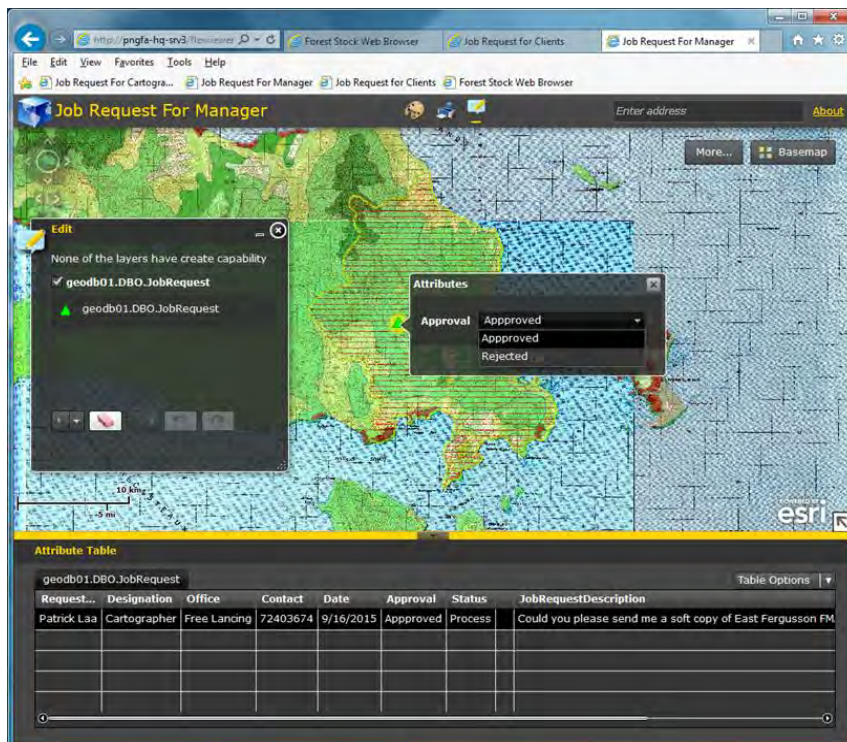 http://pngfa-hq-srv3/flexviewer
Forest Stock Web Browser
Job Request for Clients
Job Request For Manager
File Edit View Favorites Tools Help
Job Request For Cartogra...
Job Request For Manager
Job Request for Clients
Forest Stock Web Browser
Job Request For Manager
Enter address
About
More...
Basemap
Edit
None of the layers have create capability
geodb01.DBO.JobRequest
geodb01.DBO.JobRequest
Attributes
Approval Appproved
Appproved
Rejected
10 km
5 mi
POWERED BY
esri
Attribute Table
geodb01.DBO.JobRequest
Table Options
Request... Designation Office Contact Date Approval Status JobRequestDescription
Patrick Laa Cartographer Free Lancing 72403674 9/16/2015 Appproved Process Could you please send me a soft copy of East Fergusson FM